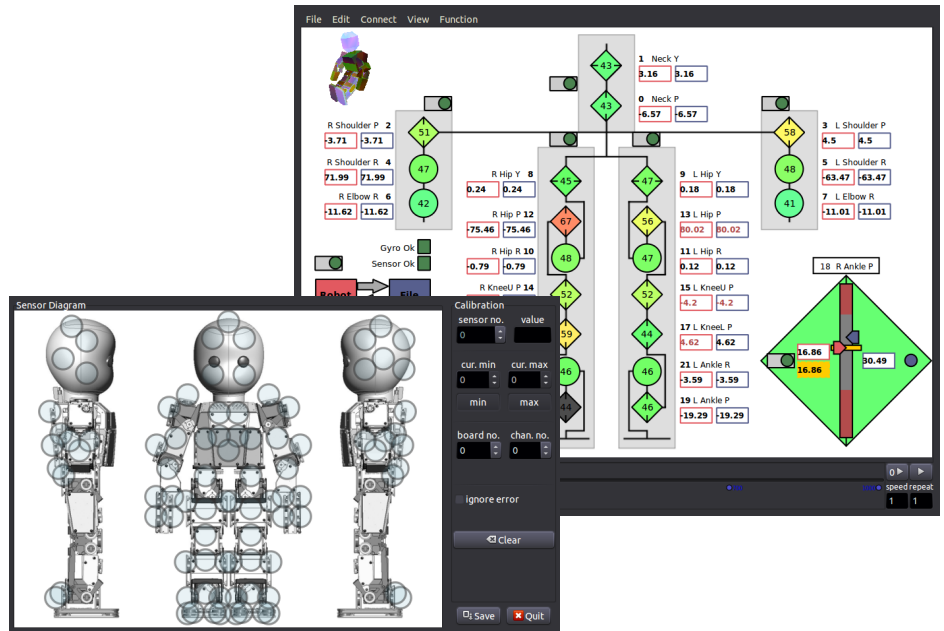 File Edit Connect View Function
43
1 Neck Y
3.16 3.16
43
0 Neck P
-6.57 -6.57
R Shoulder P 2
-3.71 -3.71
51
R Shoulder R 4
71.99 71.99
47
R Elbow R 6
-11.62 -11.62
42
58
3 L Shoulder P
4.5 4.5
48
5 L Shoulder R
-63.47 -63.47
41
7 L Elbow R
-11.01 -11.01
R Hip Y 8
0.24 0.24
45
R Hip P 12
-75.46 -75.46
67
R Hip R 10
-0.79 -0.79
48
R KneeU P 14
52
59
46
44
47
9 L Hip Y
0.18 0.18
56
13 L Hip P
80.02 80.02
47
11 L Hip R
0.12 0.12
52
15 L KneeU P
-4.2 -4.2
44
17 L KneeL P
4.62 4.62
46
21 L Ankle R
-3.59 -3.59
46
19 L Ankle P
-19.29 -19.29
Gyro Ok
Sensor Ok
Robot File
18 R Ankle P
16.86
16.86
30.49
0
speed repeat
1 1
Sensor Diagram
Calibration
sensor no. value
0
cur. min cur. max
0 0
min max
board no. chan. no.
0 0
ignore error
Clear
Save Quit